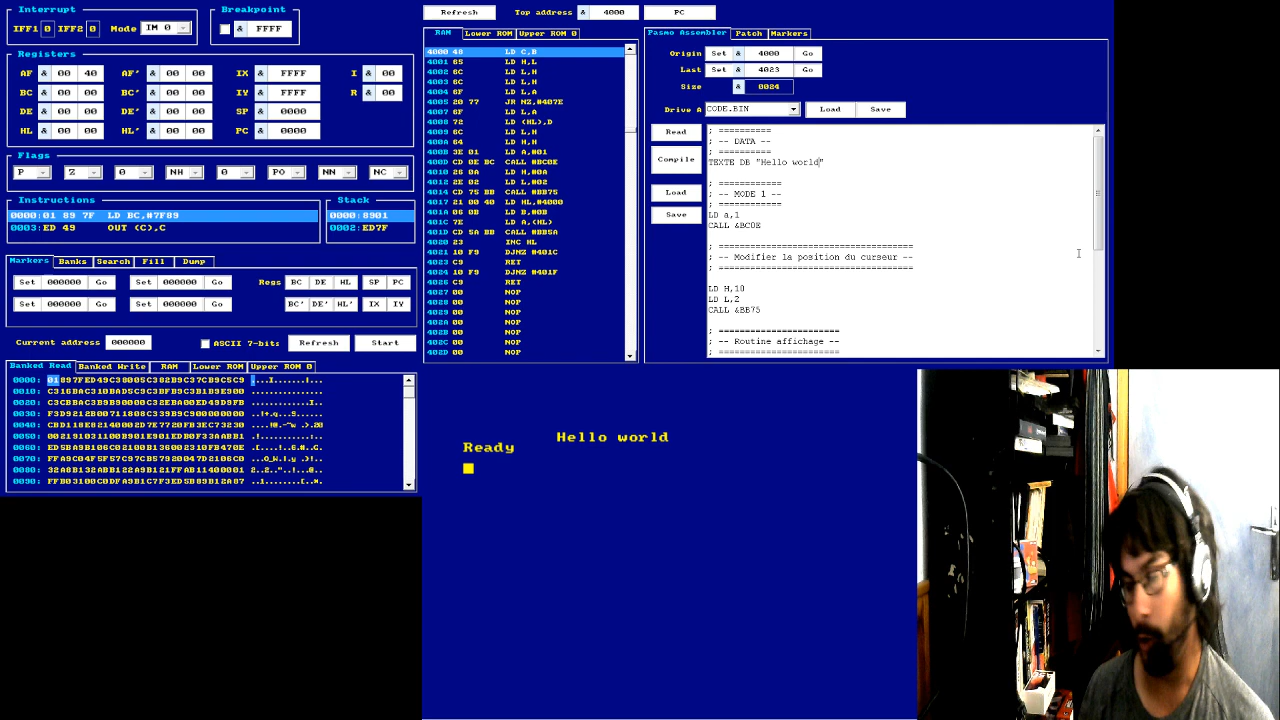 Interrupt
IFF1 0 IFF2 0 Mode IM 0
Breakpoint
& FFFF
Registers
AF & 00 40 AF' & 00 00 IX & FFFF I & 00
BC & 00 00 BC' & 00 00 IY & FFFF R & 00
DE & 00 00 DE' & 00 00 SP & 0000
HL & 00 00 HL' & 00 00 PC & 0000
Flags
P Z 0 NH 0 PO NN NC
Instructions
0000:01 89 7F LD BC,#7F89
0003:ED 49 OUT (C),C
Stack
0000:8901
0002:ED7F
Markers Banks Search Fill Dump
Set 000000 Go Set 000000 Go Regs BC DE HL SP PC
Set 000000 Go Set 000000 Go BC' DE' HL' IX IY
Current address 000000 ASCII 7-bits Refresh Start
Banked Read Banked Write RAM Lower ROM Upper ROM 0
0000: 01897FED49C38005C382B9C37CB9C5C9
0010: C316BAC310BAD5C9C3BFB9C3B1B9E900
0020: C3CBBAC3B9B90000C32EBA00ED49D9FB
0030: F3D9212B00711808C339B9C900000000
0040:
0050:
0060:
0070:
0080:
0090:
Refresh Top address & 4000 PC
RAM Lower ROM Upper ROM 0
4000 48 LD C,B
4001 65 LD H,L
4002 6C LD L,H
4003 6C LD L,H
4004 6F LD L,A
4005 20 77 JR NZ,#407E
4007 6F LD L,A
4008 72 LD (HL),D
4009 6C LD L,H
400A 64 LD H,H
400B 3E 01 LD A,#01
400D CD 0E BC CALL #BC0E
4010 26 0A LD H,#0A
4012 2E 02 LD L,#02
4014 CD 75 BB CALL #BB75
4017 21 00 40 LD HL,#4000
401A 06 0B LD B,#0B
401C 7E LD A,(HL)
401D CD 5A BB CALL #BB5A
4020 23 INC HL
4021 10 F9 DJNZ #401C
4023 C9 RET
4024 10 F9 DJNZ #401F
4026 C9 RET
4027 00 NOP
4028 00 NOP
4029 00 NOP
402A 00 NOP
402B 00 NOP
402C 00 NOP
402D 00 NOP
Pasmo Assembler Patch Markers
Origin Set & 4000 Go
Last Set & 4023 Go
Size & 0024
Drive A CODE.BIN Load Save
Read
Compile
Load
Save
; ==========
; -- DATA --
; ==========
TEXTE DB "Hello world"
; ============
; -- MODE 1 --
; ============
LD a,1
CALL &BC0E
; =====================================
; -- Modifier la position du curseur --
; =====================================
LD H,10
LD L,2
CALL &BB75
; =======================
; -- Routine affichage --
; =======================
Hello world
Ready